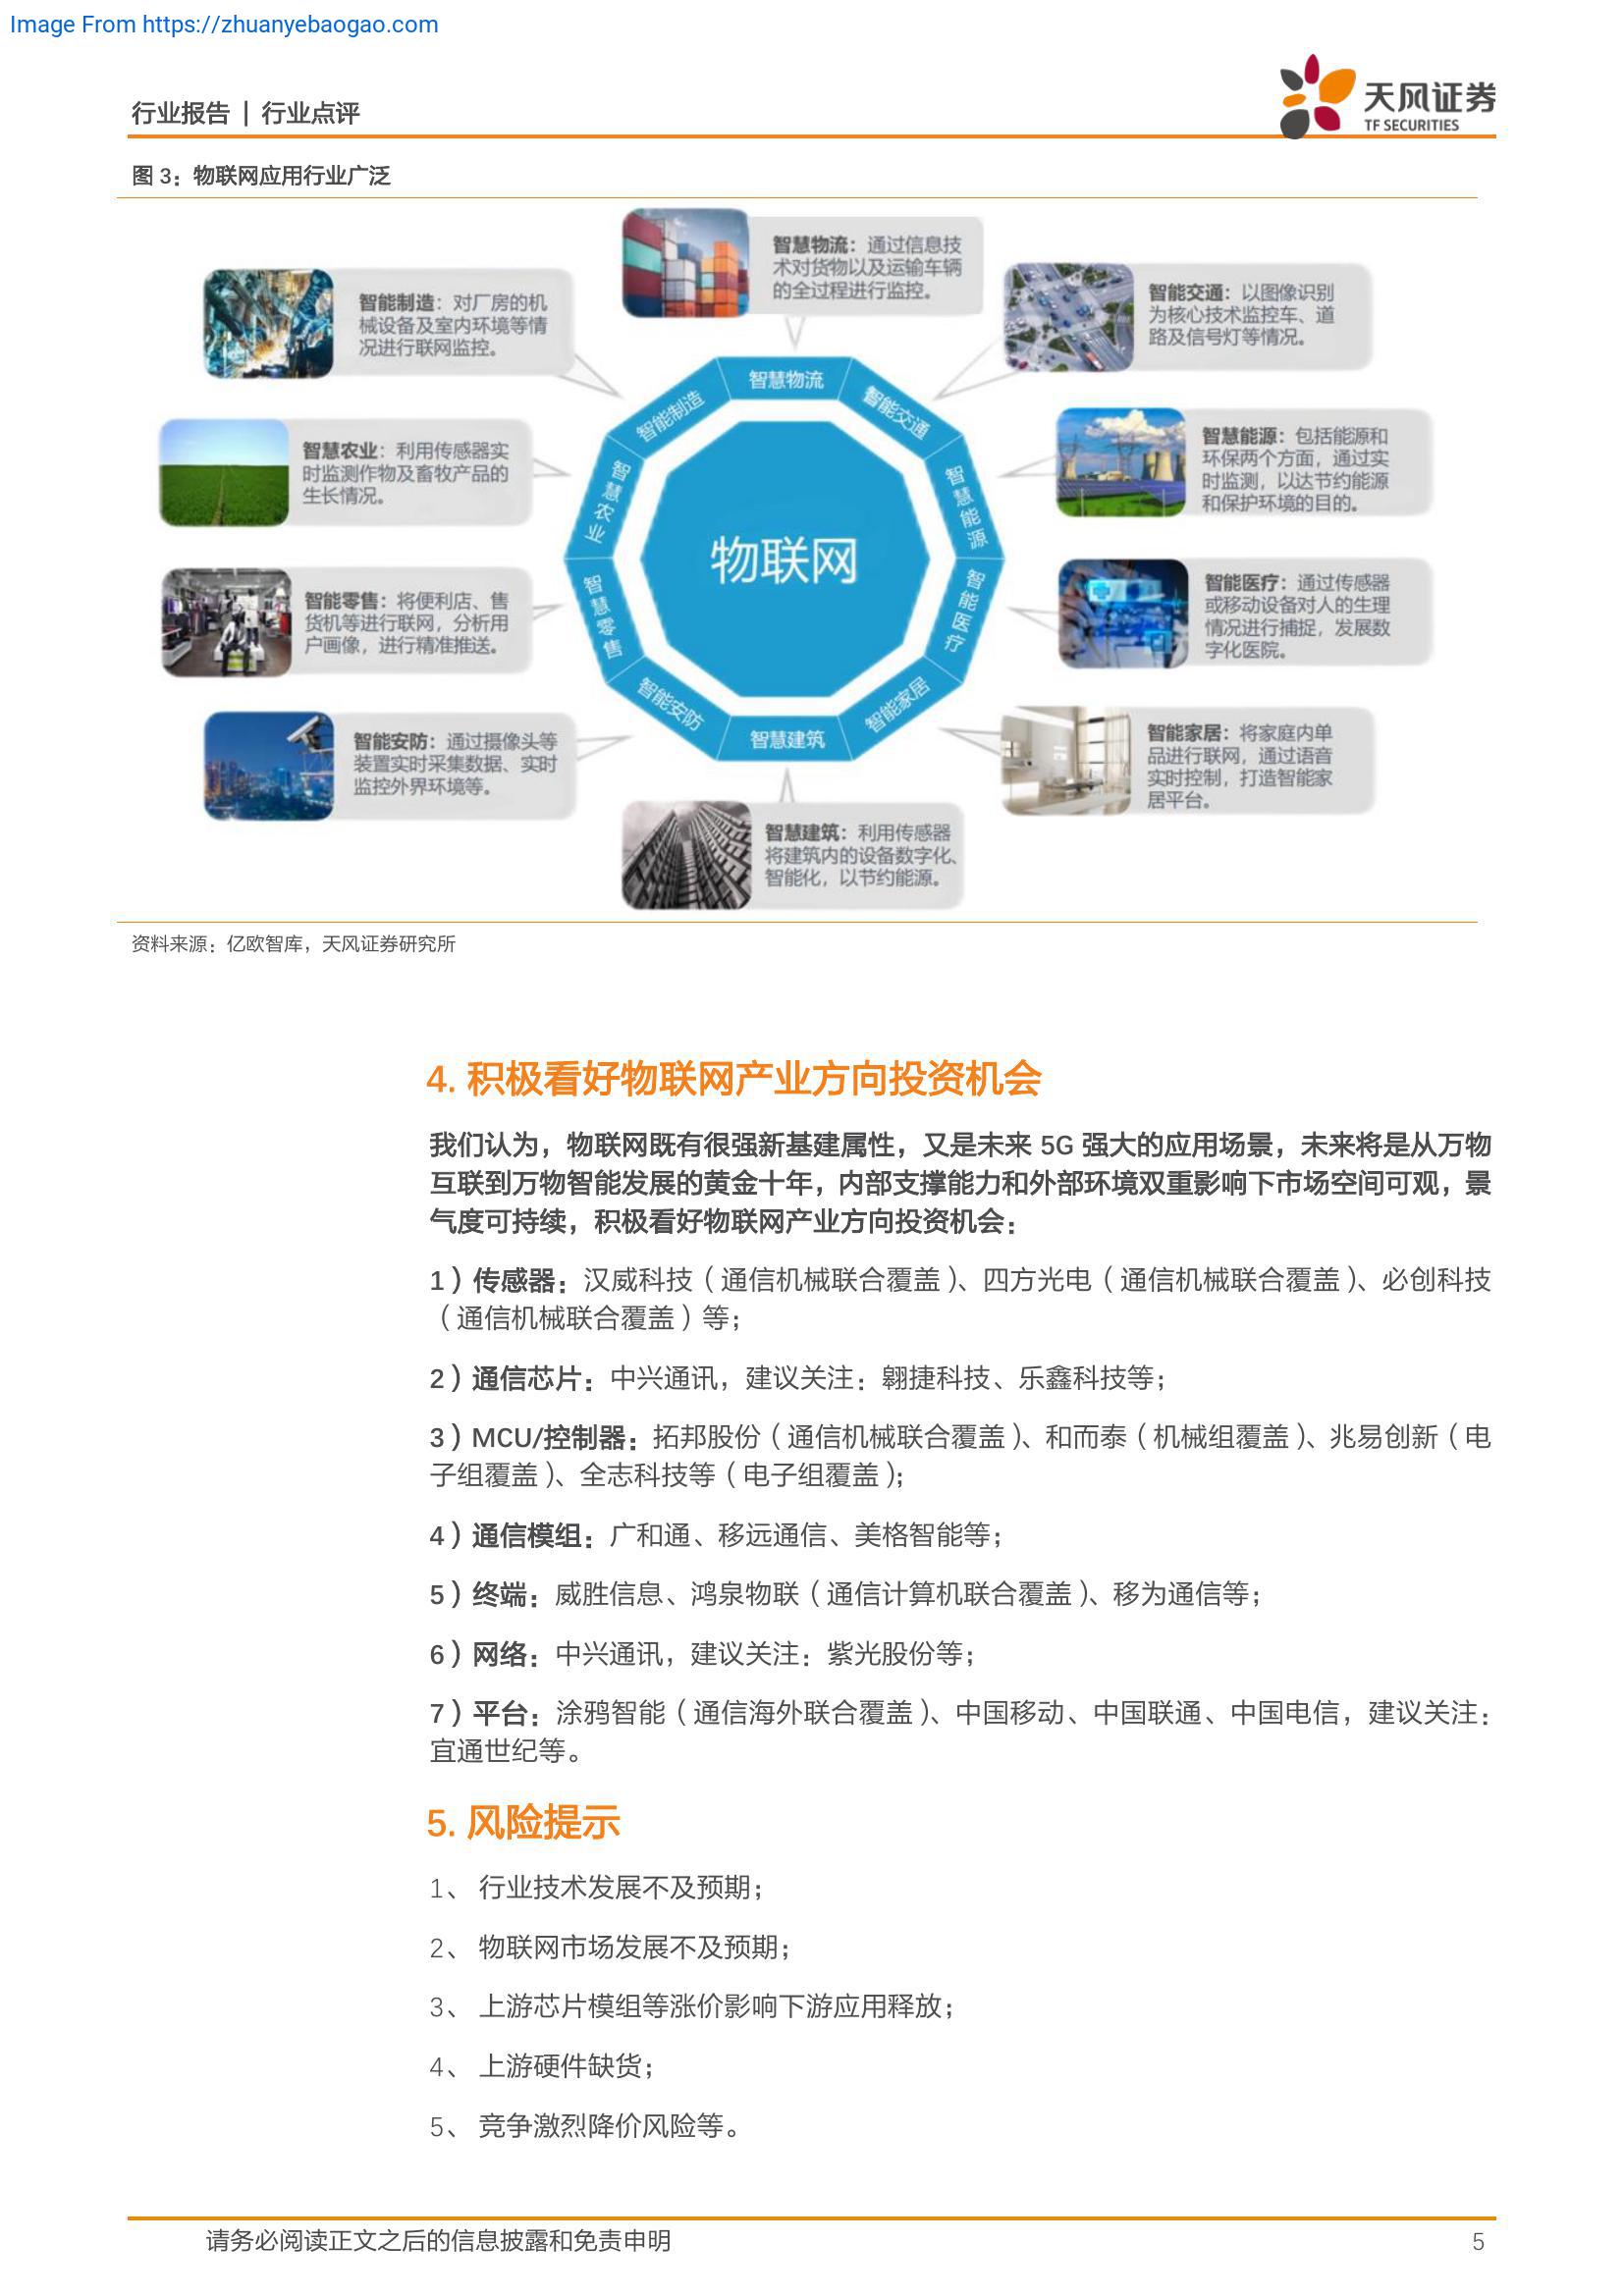 Image From https://zhuanyebaogao.com
行业报告 | 行业点评
天风证券
TF SECURITIES
图 3：物联网应用行业广泛
智慧物流：通过信息技
术对货物以及运输车辆
的全过程进行监控。
智能制造：对厂房的机
械设备及室内环境等情
况进行联网监控。
智能交通：以图像识别
为核心技术监控车、道
路及信号灯等情况。
智慧农业：利用传感器实
时监测作物及畜牧产品的
生长情况。
智慧能源：包括能源和
环保两个方面，通过实
时监测，以达节约能源
和保护环境的目的。
智能零售：将便利店、售
货机等进行联网，分析用
户画像，进行精准推送。
智能医疗：通过传感器
或移动设备对人的生理
情况进行捕捉，发展数
字化医院。
智能安防：通过摄像头等
装置实时采集数据、实时
监控外界环境等。
智能家居：将家庭内单
品进行联网，通过语音
实时控制，打造智能家
居平台。
智慧建筑：利用传感器
将建筑内的设备数字化、
智能化，以节约能源。
智慧物流
智能交通
智慧能源
智能医疗
智能家居
智慧建筑
智能安防
智慧零售
智慧农业
智能制造
物联网
资料来源：亿欧智库，天风证券研究所
4. 积极看好物联网产业方向投资机会
我们认为，物联网既有很强新基建属性，又是未来 5G 强大的应用场景，未来将是从万物
互联到万物智能发展的黄金十年，内部支撑能力和外部环境双重影响下市场空间可观，景
气度可持续，积极看好物联网产业方向投资机会：
1）传感器：汉威科技（通信机械联合覆盖）、四方光电（通信机械联合覆盖）、必创科技
（通信机械联合覆盖）等；
2）通信芯片：中兴通讯，建议关注：翱捷科技、乐鑫科技等；
3）MCU/控制器：拓邦股份（通信机械联合覆盖）、和而泰（机械组覆盖）、兆易创新（电
子组覆盖）、全志科技等（电子组覆盖）；
4）通信模组：广和通、移远通信、美格智能等；
5）终端：威胜信息、鸿泉物联（通信计算机联合覆盖）、移为通信等；
6）网络：中兴通讯，建议关注：紫光股份等；
7）平台：涂鸦智能（通信海外联合覆盖）、中国移动、中国联通、中国电信，建议关注：
宜通世纪等。
5. 风险提示
1、 行业技术发展不及预期；
2、 物联网市场发展不及预期；
3、 上游芯片模组等涨价影响下游应用释放；
4、 上游硬件缺货；
5、 竞争激烈降价风险等。
请务必阅读正文之后的信息披露和免责申明
5